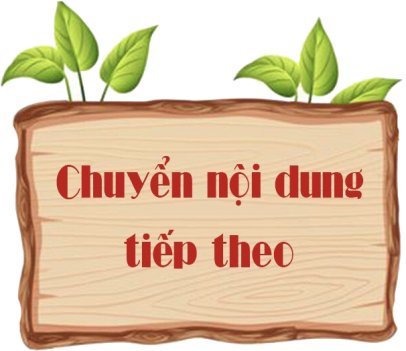 Chuyển nội dung
tiếp theo